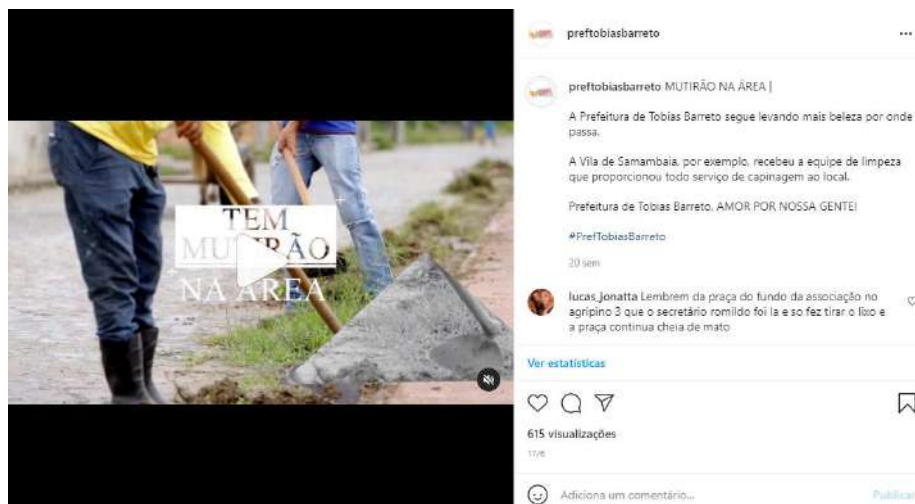 TEM
MUTIRÃO
NA ÁREA
preftobiasbarreto
preftobiasbarreto MUTIRÃO NA ÁREA |
A Prefeitura de Tobias Barreto segue levando mais beleza por onde
passa.
A Vila de Samambaia, por exemplo, recebeu a equipe de limpeza
que proporcionou todo serviço de capinagem ao local.
Prefeitura de Tobias Barreto, AMOR POR NOSSA GENTE!
#PrefTobiasBarreto
20 sem
lucas_jonatta Lembrem da praça do fundo da associação no
agripino 3 que o secretário romildo foi la e so fez tirar o lixo e
a praça continua cheia de mato
Ver estatísticas
615 visualizações
17/6
Adiciona um comentário...
Publicar